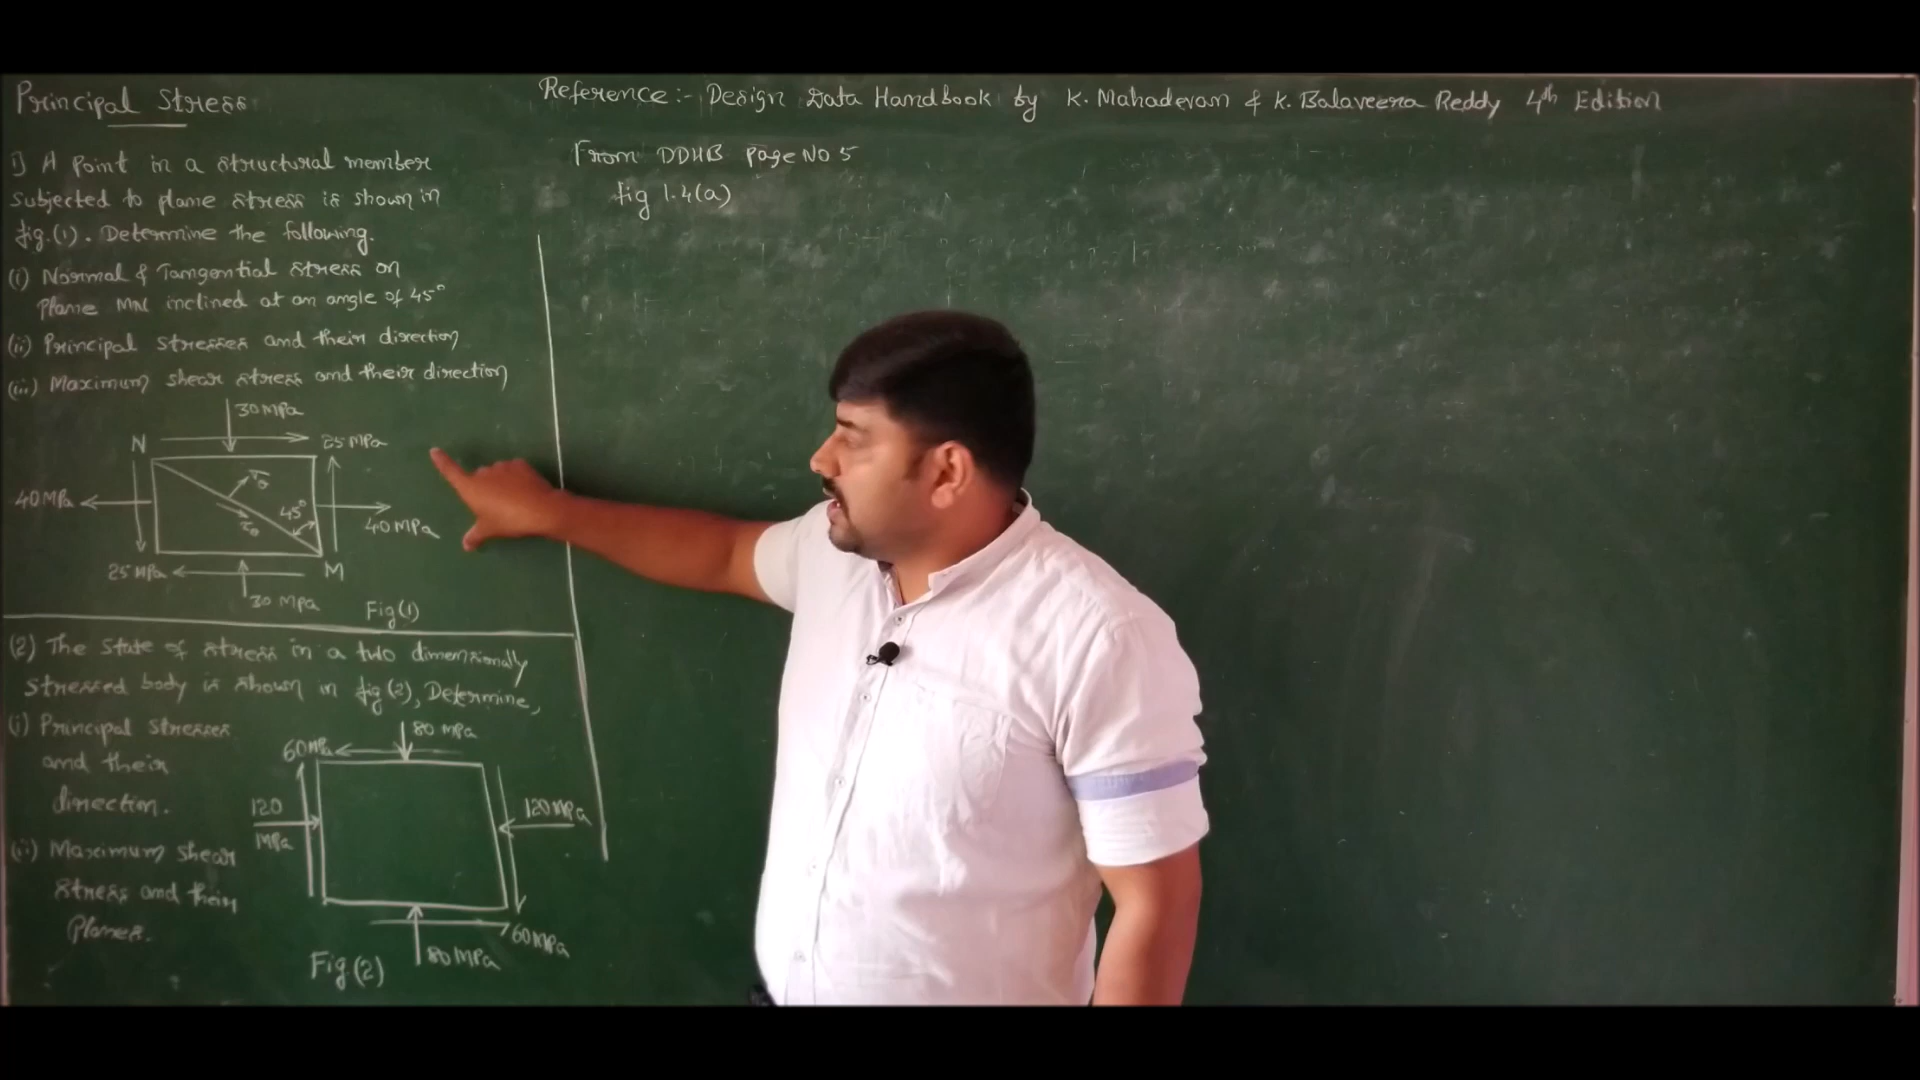 Principal Stress
Reference:- Design Data Handbook by K. Mahadevan & K. Balaveera Reddy 4th Edition
From DDHB Page No 5
fig 1.4(a)
1) A Point in a structural member
subjected to plane stress is shown in
fig.(1). Determine the following.
(i) Normal & Tangential stress on
Plane MN inclined at an angle of 45°
(ii) Principal stresses and their direction
(iii) Maximum shear stress and their direction
30 MPa
N
25 MPa
σθ
40 MPa
45°
τθ
40 MPa
25 MPa
M
30 MPa
Fig(1)
(2) The State of stress in a two dimensionally
stressed body is shown in fig(2), Determine,
(i) Principal stresses
and their
direction.
80 MPa
60MPa
120
MPa
120MPa
(ii) Maximum shear
stress and their
Planes.
60MPa
80 MPa
Fig.(2)